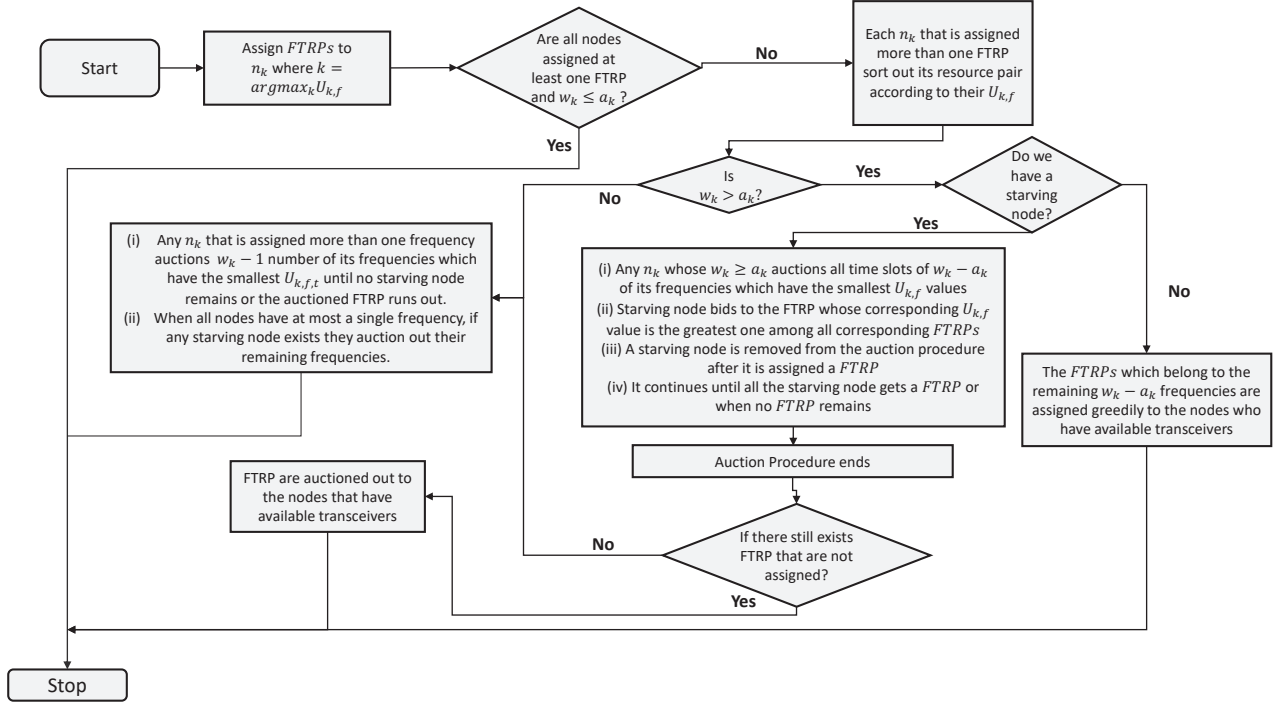 Start
Assign FTRPs to
n_k where k =
argmax_k U_{k,f}
Are all nodes
assigned at
least one FTRP
and w_k ≤ a_k ?
No
Each n_k that is assigned
more than one FTRP
sort out its resource pair
according to their U_{k,f}
Yes
Is
w_k > a_k?
No
Yes
Do we
have a
starving
node?
Yes
No
(i) Any n_k that is assigned more than one frequency
auctions w_k − 1 number of its frequencies which
have the smallest U_{k,f,t} until no starving node
remains or the auctioned FTRP runs out.
(ii) When all nodes have at most a single frequency, if
any starving node exists they auction out their
remaining frequencies.
(i) Any n_k whose w_k ≥ a_k auctions all time slots of w_k − a_k
of its frequencies which have the smallest U_{k,f} values
(ii) Starving node bids to the FTRP whose corresponding U_{k,f}
value is the greatest one among all corresponding FTRPs
(iii) A starving node is removed from the auction procedure
after it is assigned a FTRP
(iv) It continues until all the starving node gets a FTRP or
when no FTRP remains
The FTRPs which belong to the
remaining w_k − a_k frequencies are
assigned greedily to the nodes who
have available transceivers
Auction Procedure ends
FTRP are auctioned out to
the nodes that have
available transceivers
If there still exists
FTRP that are not
assigned?
No
Yes
Stop